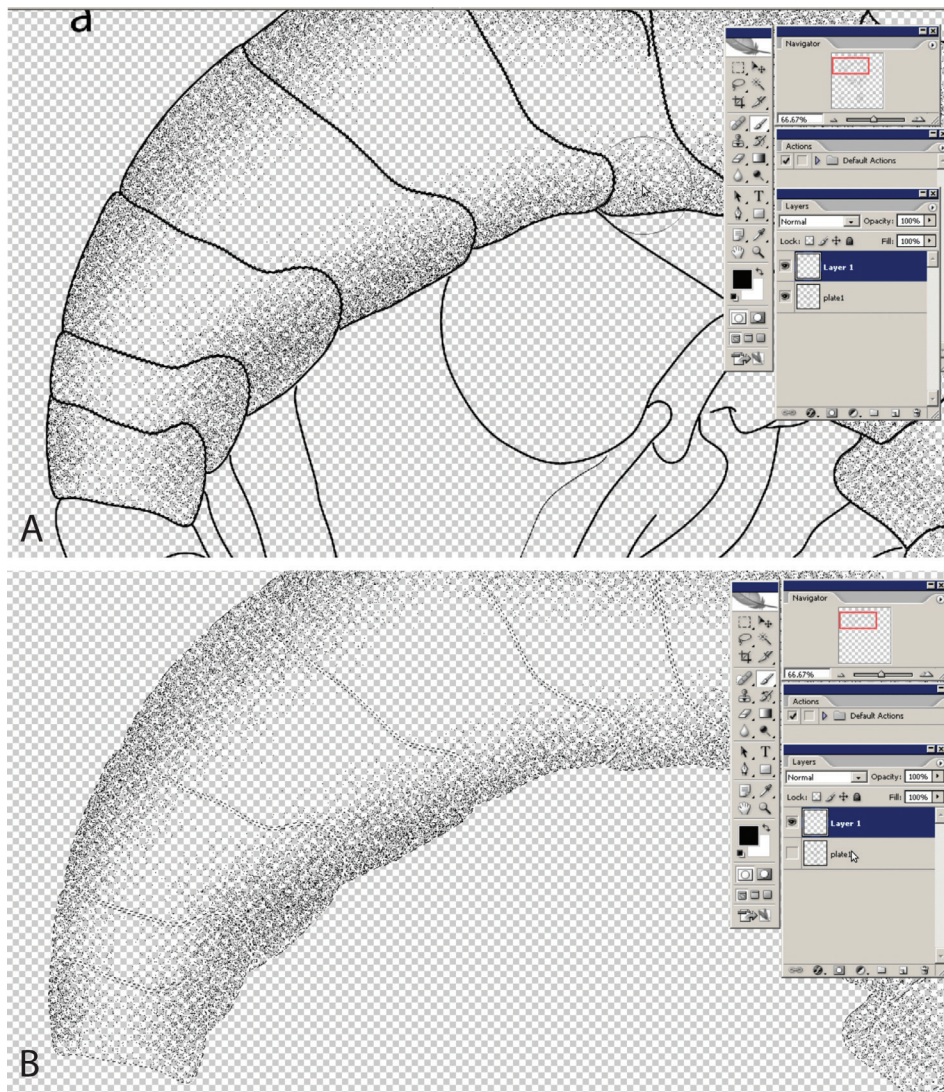 a
Navigator
66.67%
Actions
Default Actions
Layers
Normal Opacity: 100%
Lock: Fill: 100%
Layer 1
plate1
T
A
Navigator
66.67%
Actions
Default Actions
Layers
Normal Opacity: 100%
Lock: Fill: 100%
Layer 1
plate1
T
B